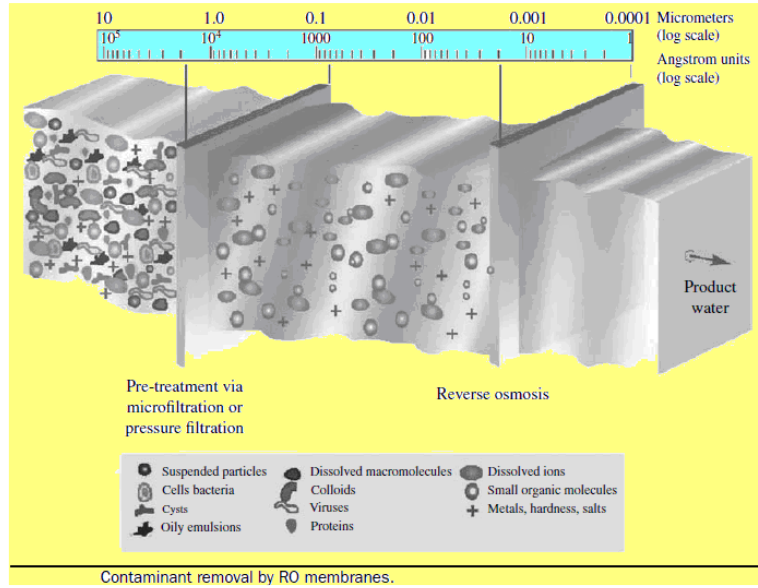 10 1.0 0.1 0.01 0.001 0.0001 Micrometers
(log scale)
10⁵ 10⁴ 1000 100 10 1 Angstrom units
(log scale)
Product
water
Pre-treatment via
microfiltration or
pressure filtration
Reverse osmosis
Suspended particles
Cells bacteria
Cysts
Oily emulsions
Dissolved macromolecules
Colloids
Viruses
Proteins
Dissolved ions
Small organic molecules
Metals, hardness, salts
Contaminant removal by RO membranes.